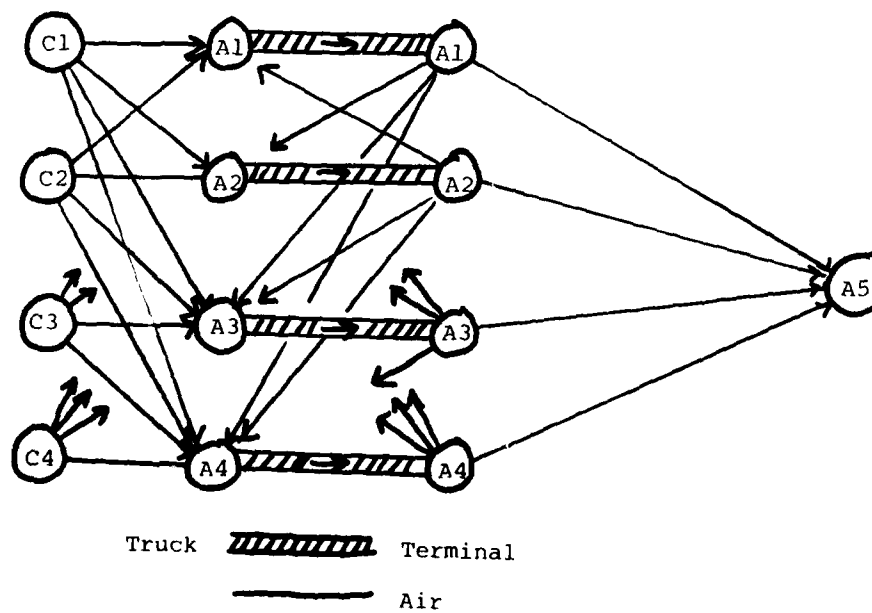 C1 A1 A1
C2 A2 A2
A5
C3 A3 A3
C4 A4 A4
Truck Terminal
Air